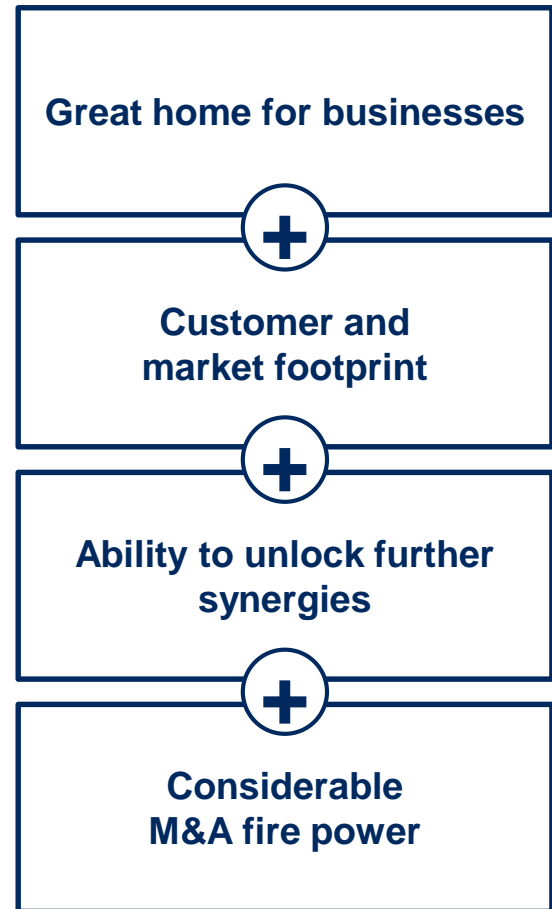 Great home for businesses
+
Customer and
market footprint
+
Ability to unlock further
synergies
+
Considerable
M&A fire power